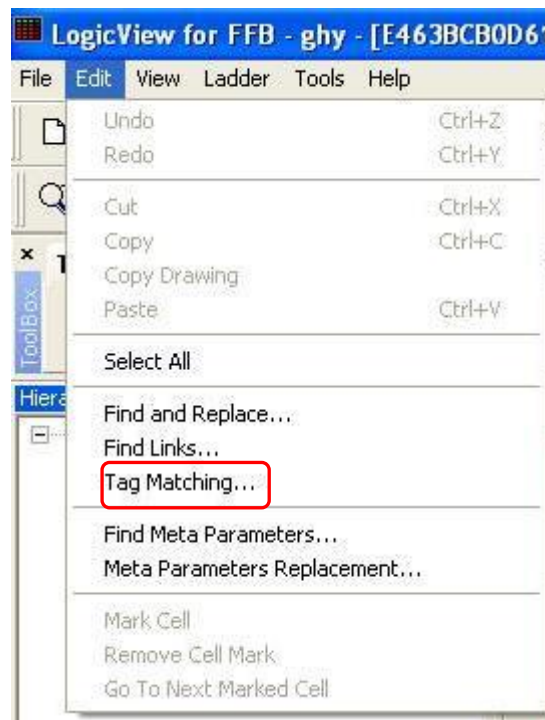 LogicView for FFB - ghy - [E463BCB0D6
File Edit View Ladder Tools Help
Undo Ctrl+Z
Redo Ctrl+Y
Cut Ctrl+X
Copy Ctrl+C
Copy Drawing
Paste Ctrl+V
ToolBox
Select All
Hiera
Find and Replace...
Find Links...
Tag Matching...
Find Meta Parameters...
Meta Parameters Replacement...
Mark Cell
Remove Cell Mark
Go To Next Marked Cell